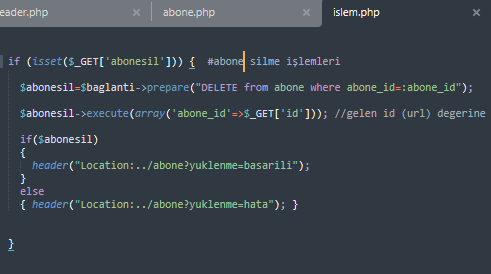 eader.php × abone.php × islem.php
if (isset($_GET['abonesil'])) { #abone silme işlemleri
$abonesil=$baglanti->prepare("DELETE from abone where abone_id=:abone_id");
$abonesil->execute(array('abone_id'=>$_GET['id'])); //gelen id (url) degerine
if($abonesil)
{
header("Location:../abone?yuklenme=basarili");
}
else
{ header("Location:../abone?yuklenme=hata"); }
}